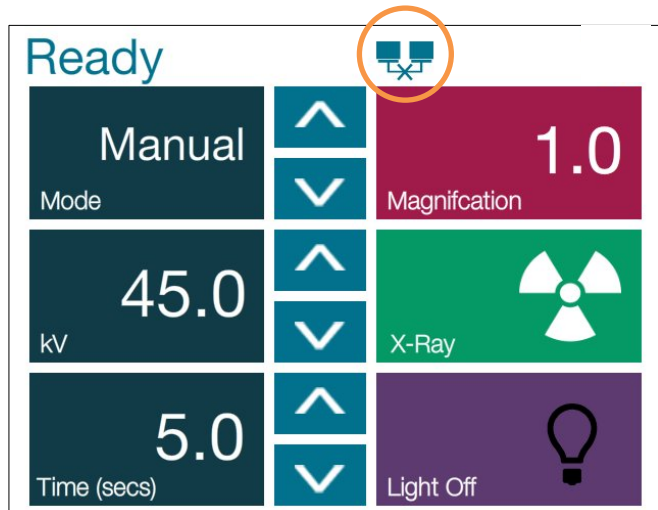 Ready
Manual
Mode
1.0
Magnifcation
45.0
kV
X-Ray
5.0
Time (secs)
Light Off